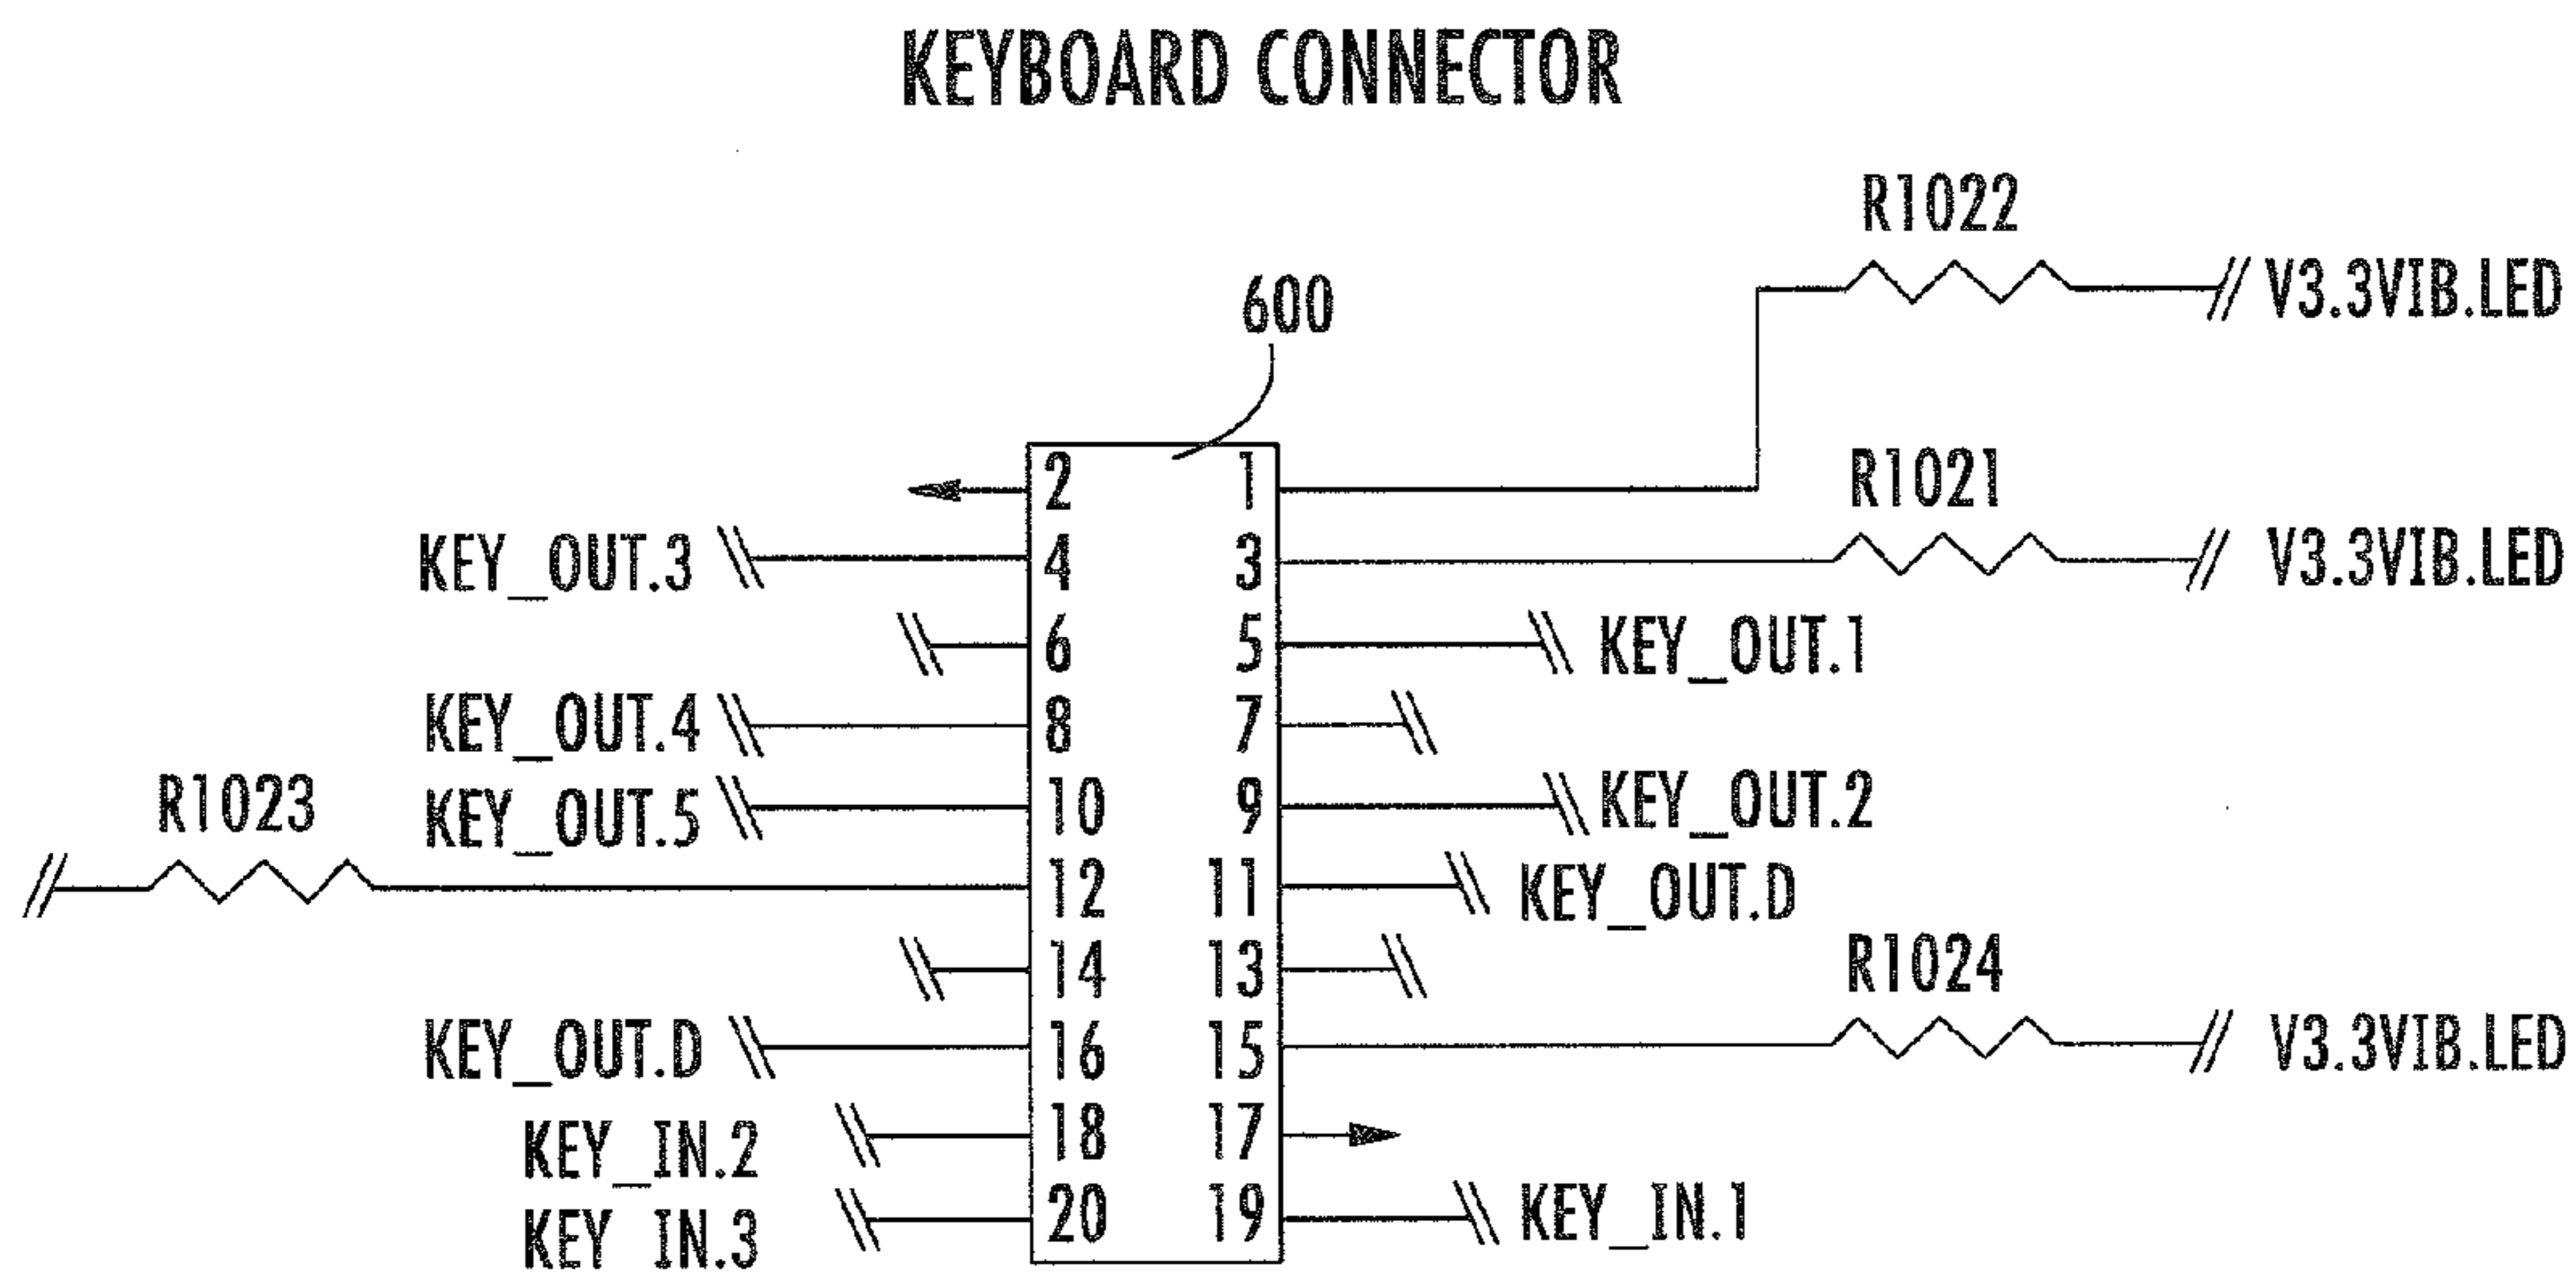 KEYBOARD CONNECTOR
R1022
600
V3.3VIB.LED
2 1
R1021
KEY_OUT.3 4 3 V3.3VIB.LED
6 5 KEY_OUT.1
KEY_OUT.4 8 7
R1023
KEY_OUT.5 10 9 KEY_OUT.2
12 11 KEY_OUT.D
14 13
R1024
KEY_OUT.D 16 15 V3.3VIB.LED
KEY_IN.2 18 17
KEY IN.3 20 19 KEY_IN.1